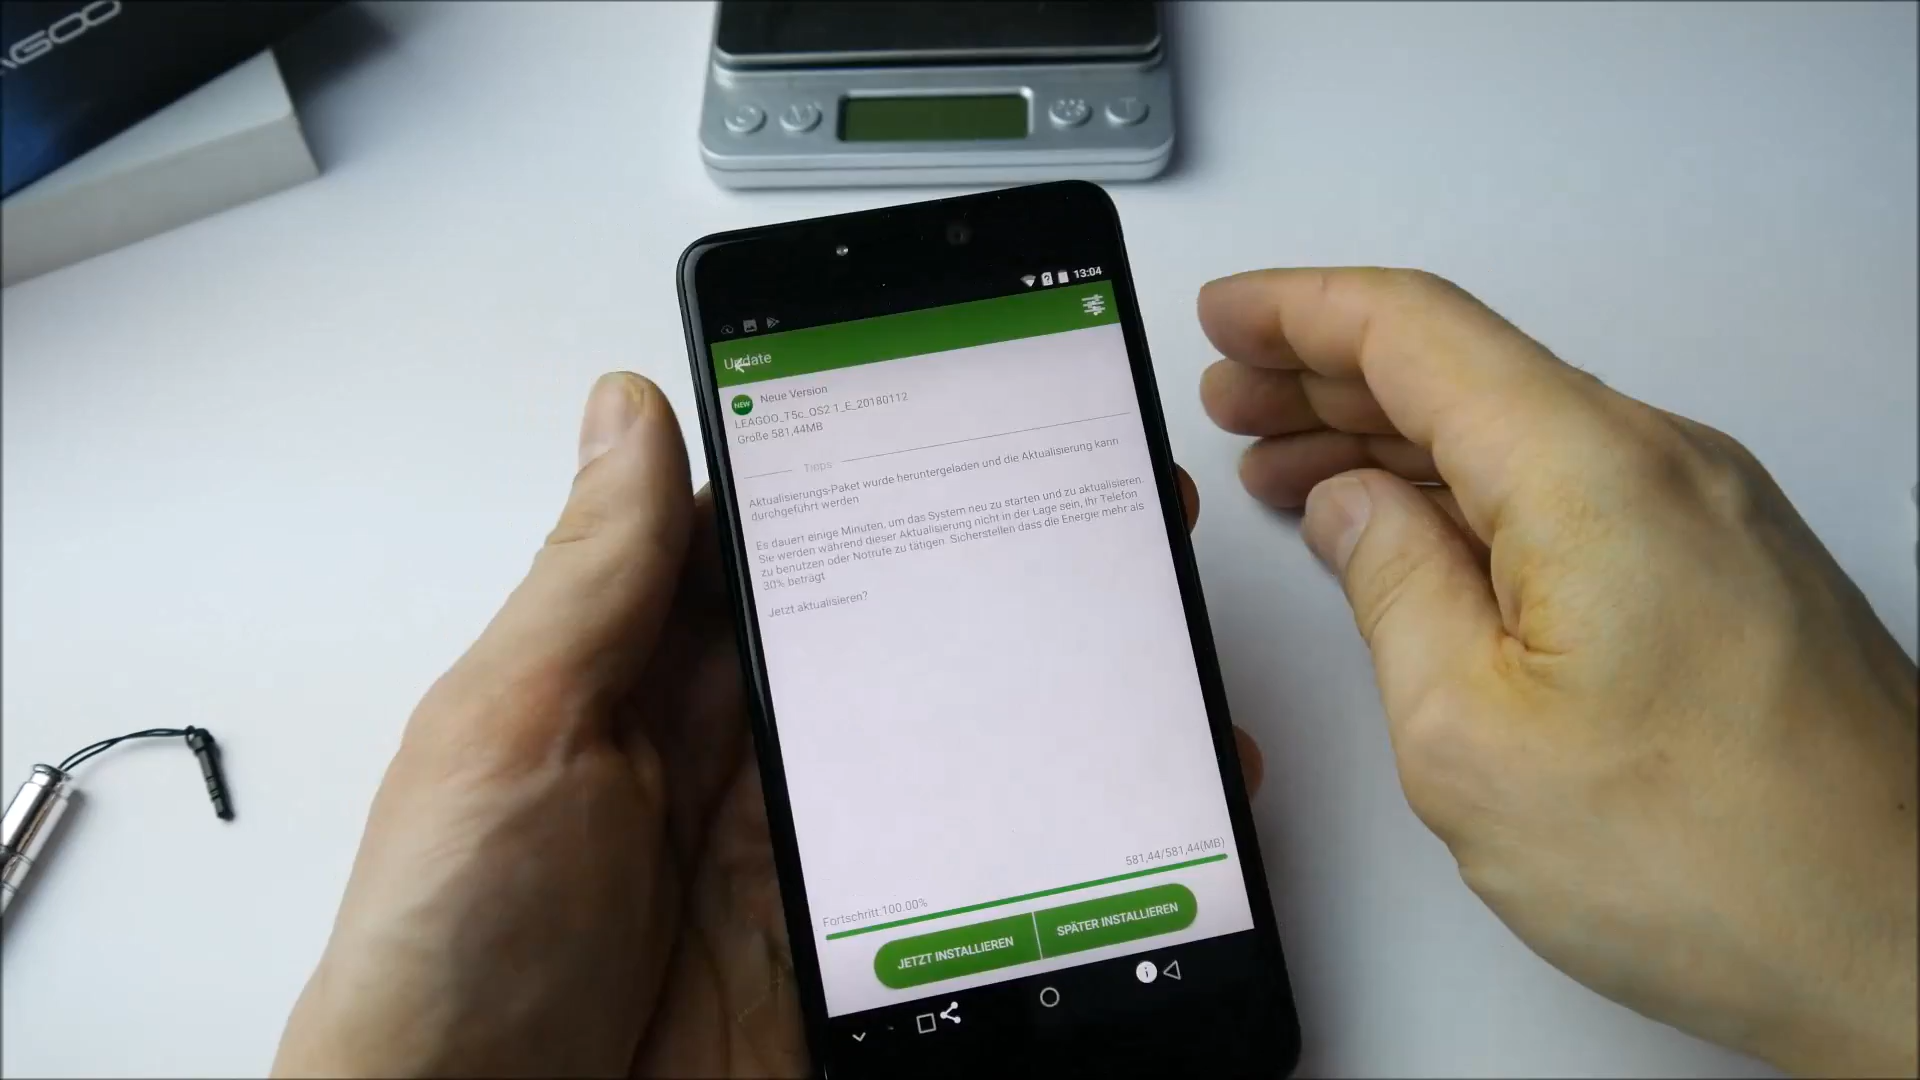 AGOO
13:04
Update
NEW
Neue Version
LEAGOO_T5c_OS2.1_E_20180112
Größe 581,44MB
Tipps
Aktualisierungs-Paket wurde heruntergeladen und die Aktualisierung kann
durchgeführt werden
Es dauert einige Minuten, um das System neu zu starten und zu aktualisieren.
Sie werden während dieser Aktualisierung nicht in der Lage sein, Ihr Telefon
zu benutzen oder Notrufe zu tätigen. Sicherstellen dass die Energie mehr als
30% beträgt
Jetzt aktualisieren?
581,44/581,44(MB)
Fortschritt:100.00%
JETZT INSTALLIEREN
SPÄTER INSTALLIEREN
M
T